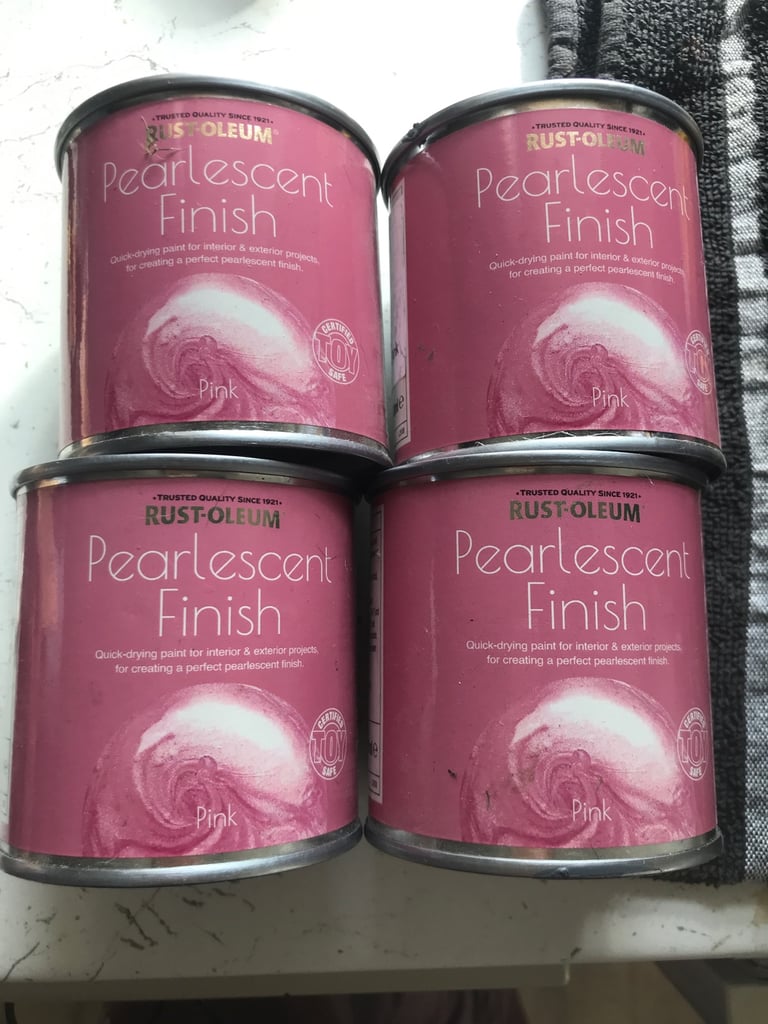 • TRUSTED QUALITY SINCE 1921 •
RUST-OLEUM®
Pearlescent
Finish
Quick-drying paint for interior & exterior projects,
for creating a perfect pearlescent finish.
CERTIFIED
TOY
SAFE
Pink
• TRUSTED QUALITY SINCE 1921 •
RUST-OLEUM
Pearlescent
Finish
Quick-drying paint for interior & exterior projects,
for creating a perfect pearlescent finish.
CERTIFIED
TOY
SAFE
Pink
• TRUSTED QUALITY SINCE 1921 •
RUST-OLEUM
Pearlescent
Finish
Quick-drying paint for interior & exterior projects,
for creating a perfect pearlescent finish.
CERTIFIED
TOY
SAFE
Pink
• TRUSTED QUALITY SINCE 1921 •
RUST-OLEUM
Pearlescent
Finish
Quick-drying paint for interior & exterior projects,
for creating a perfect pearlescent finish.
CERTIFIED
TOY
SAFE
Pink